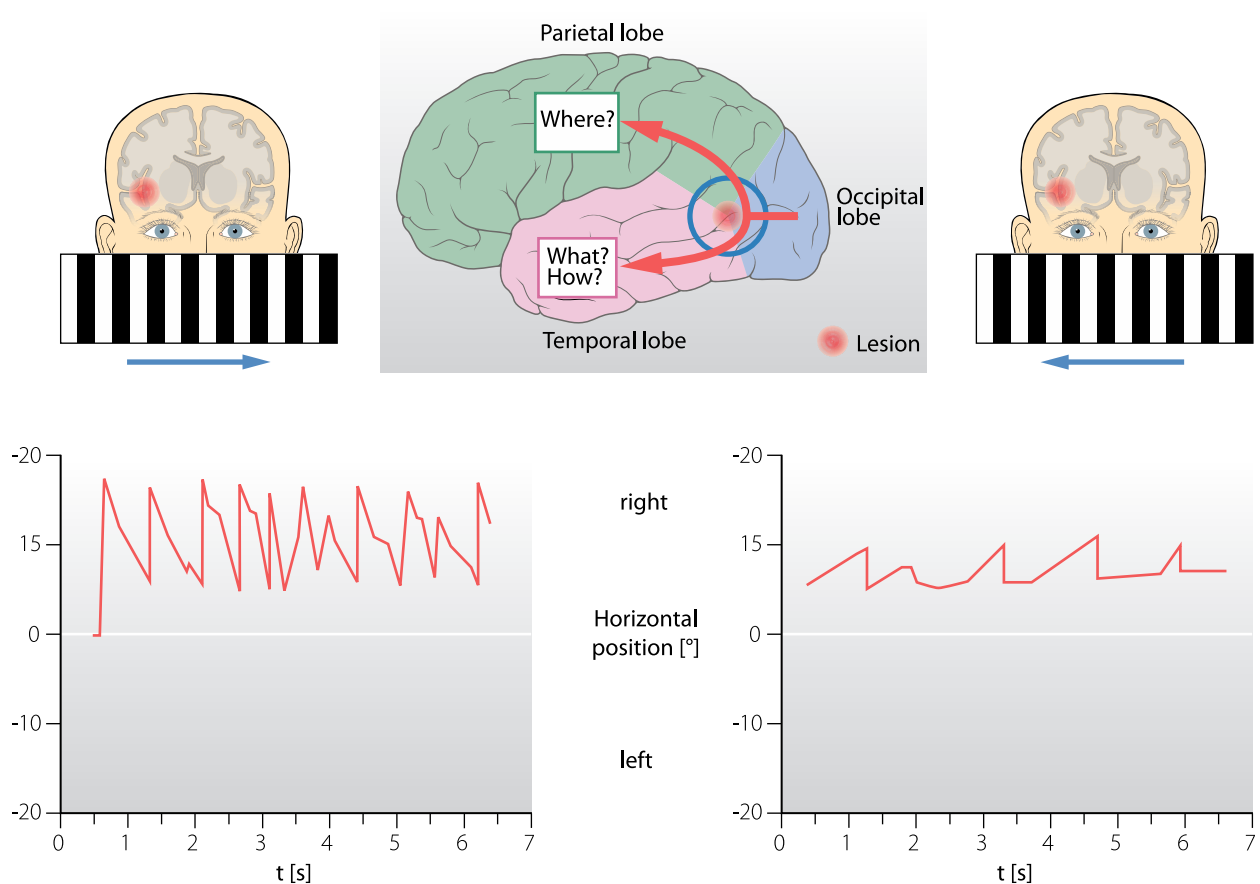 Parietal lobe
Where?
Occipital
lobe
What?
How?
Temporal lobe
Lesion
-20
15
0
-10
-20
0 1 2 3 4 5 6 7
t [s]
right
Horizontal
position [°]
left
-20
15
0
-10
-20
0 1 2 3 4 5 6 7
t [s]